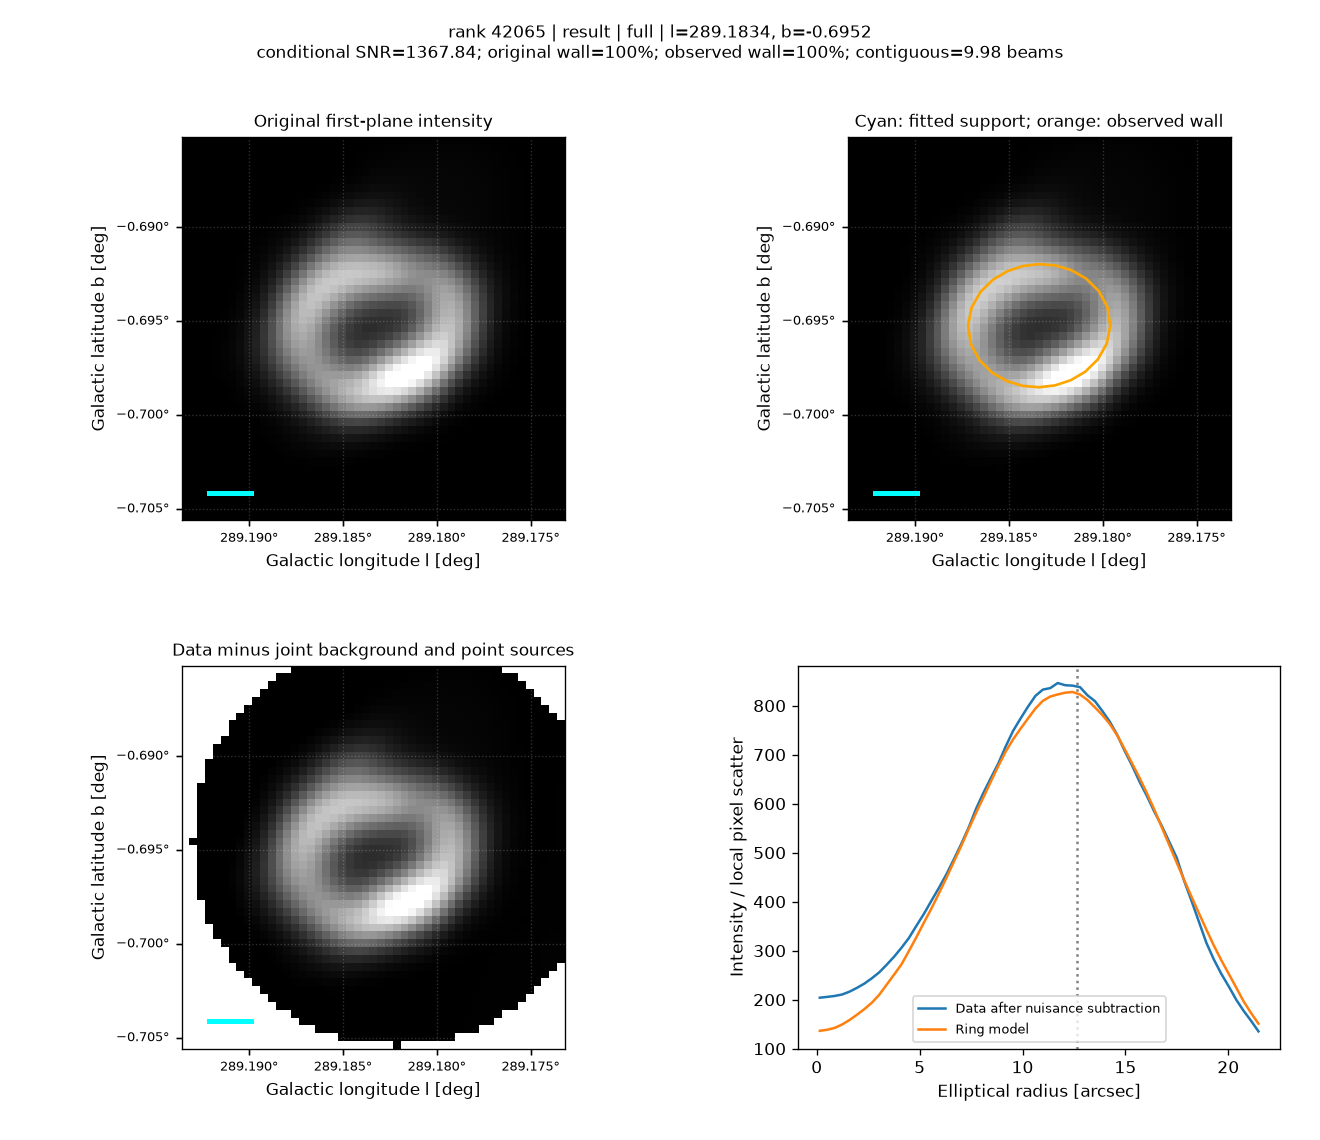 rank 42065 | result | full | l=289.1834, b=-0.6952
conditional SNR=1367.84; original wall=100%; observed wall=100%; contiguous=9.98 beams
Original first-plane intensity
Galactic latitude b [deg]
−0.690°
−0.695°
−0.700°
−0.705°
289.190° 289.185° 289.180° 289.175°
Galactic longitude l [deg]
Cyan: fitted support; orange: observed wall
Galactic latitude b [deg]
−0.690°
−0.695°
−0.700°
−0.705°
289.190° 289.185° 289.180° 289.175°
Galactic longitude l [deg]
Data minus joint background and point sources
Galactic latitude b [deg]
−0.690°
−0.695°
−0.700°
−0.705°
289.190° 289.185° 289.180° 289.175°
Galactic longitude l [deg]
Intensity / local pixel scatter
800
700
600
500
400
300
200
100
Data after nuisance subtraction
Ring model
0 5 10 15 20
Elliptical radius [arcsec]